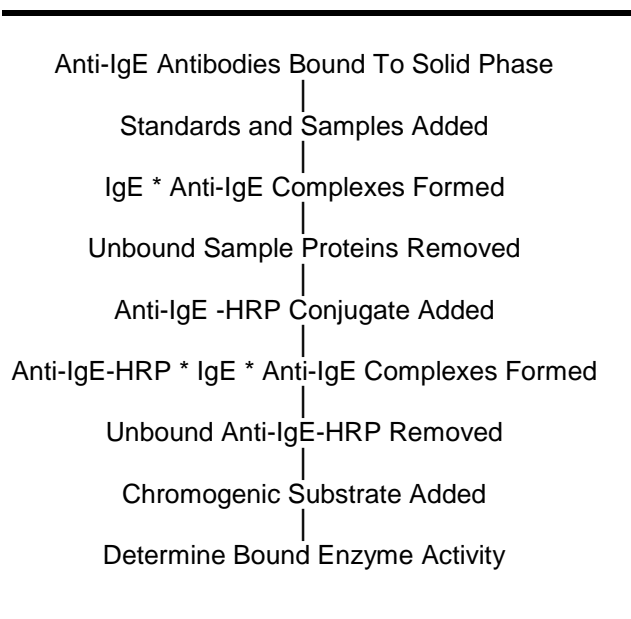 Anti-IgE Antibodies Bound To Solid Phase
Standards and Samples Added
IgE * Anti-IgE Complexes Formed
Unbound Sample Proteins Removed
Anti-IgE -HRP Conjugate Added
Anti-IgE-HRP * IgE * Anti-IgE Complexes Formed
Unbound Anti-IgE-HRP Removed
Chromogenic Substrate Added
Determine Bound Enzyme Activity